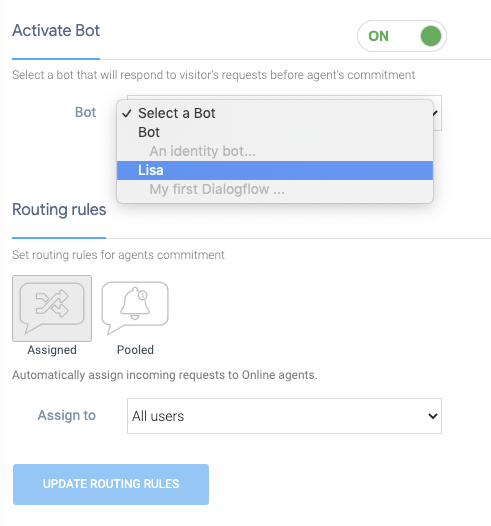 Activate Bot
ON
Select a bot that will respond to visitor's requests before agent's commitment
Bot
✓ Select a Bot
Bot
An identity bot...
Lisa
My first Dialogflow ...
Routing rules
Set routing rules for agents commitment
1
Assigned Pooled
Automatically assign incoming requests to Online agents.
Assign to All users
UPDATE ROUTING RULES